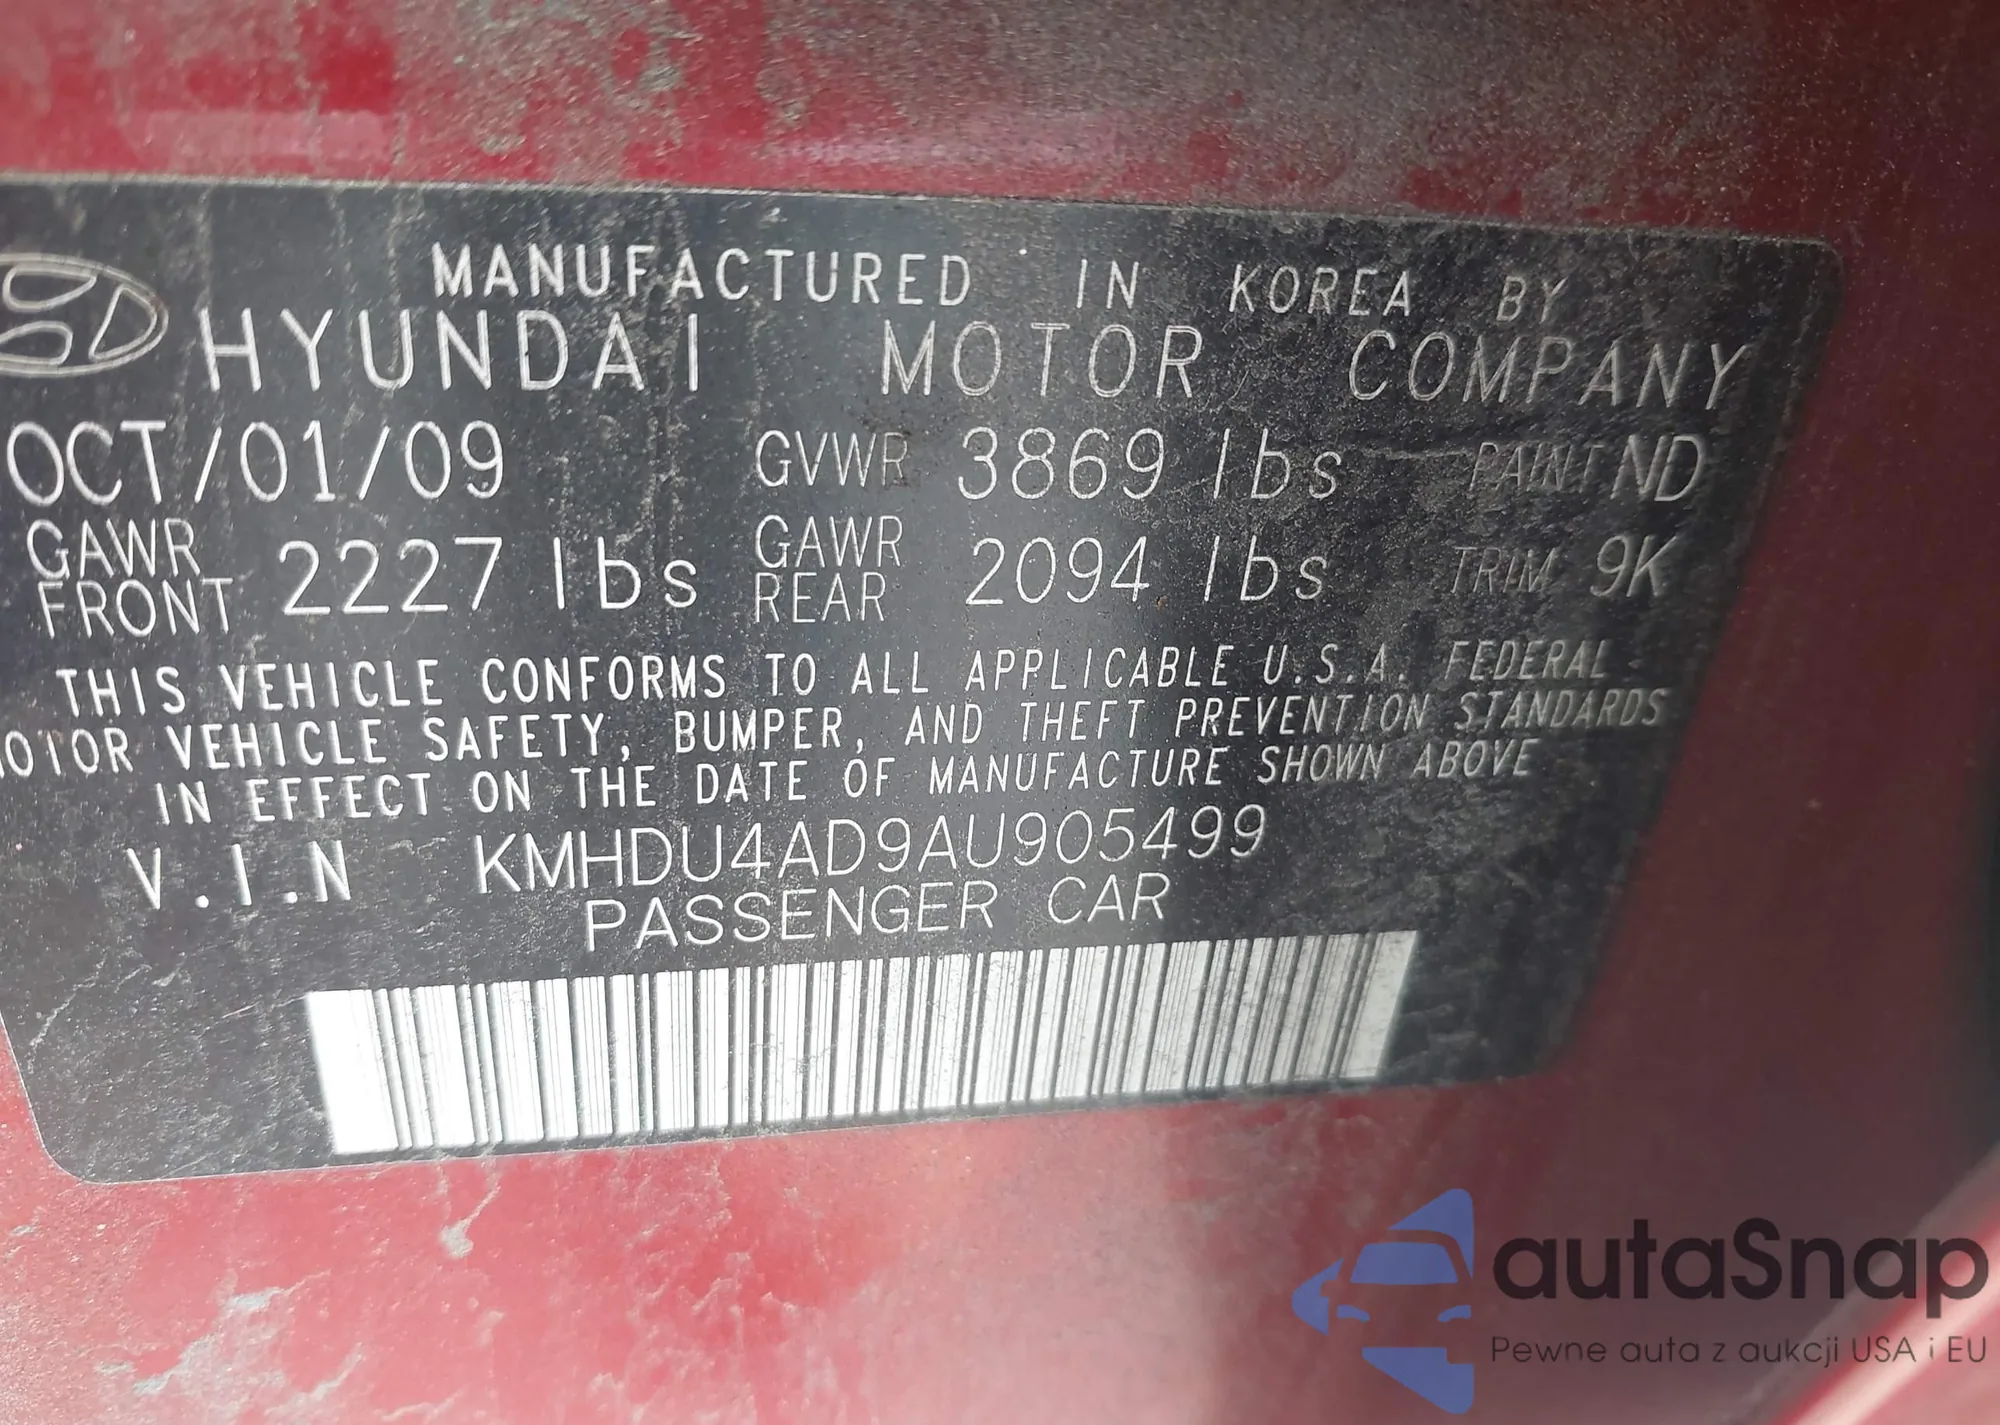 MANUFACTURED IN KOREA BY
HYUNDAI MOTOR COMPANY
OCT/01/09 GVWR 3869 lbs PAINT ND
GAWR FRONT 2227 lbs GAWR REAR 2094 lbs TRIM 9K
THIS VEHICLE CONFORMS TO ALL APPLICABLE U.S.A. FEDERAL
MOTOR VEHICLE SAFETY, BUMPER, AND THEFT PREVENTION STANDARDS
IN EFFECT ON THE DATE OF MANUFACTURE SHOWN ABOVE
V.I.N KMHDU4AD9AU905499
PASSENGER CAR
autaSnap
Pewne auta z aukcji USA i EU